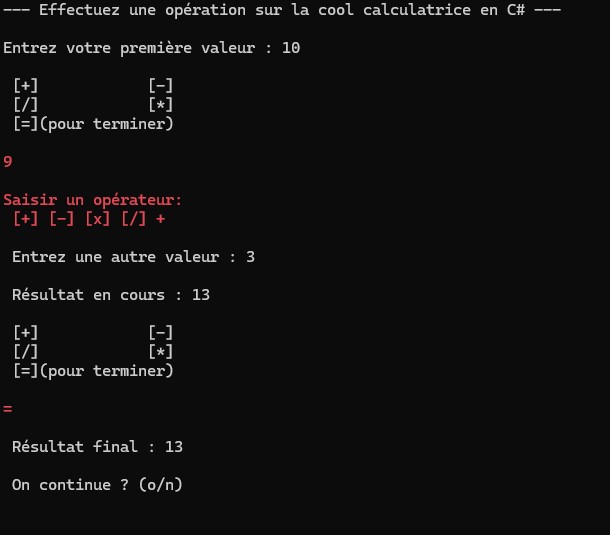 --- Effectuez une opération sur la cool calculatrice en C# ---
Entrez votre première valeur : 10
[+] [-]
[/] [*]
[=](pour terminer)
9
Saisir un opérateur:
[+] [-] [x] [/] +
Entrez une autre valeur : 3
Résultat en cours : 13
[+] [-]
[/] [*]
[=](pour terminer)
=
Résultat final : 13
On continue ? (o/n)